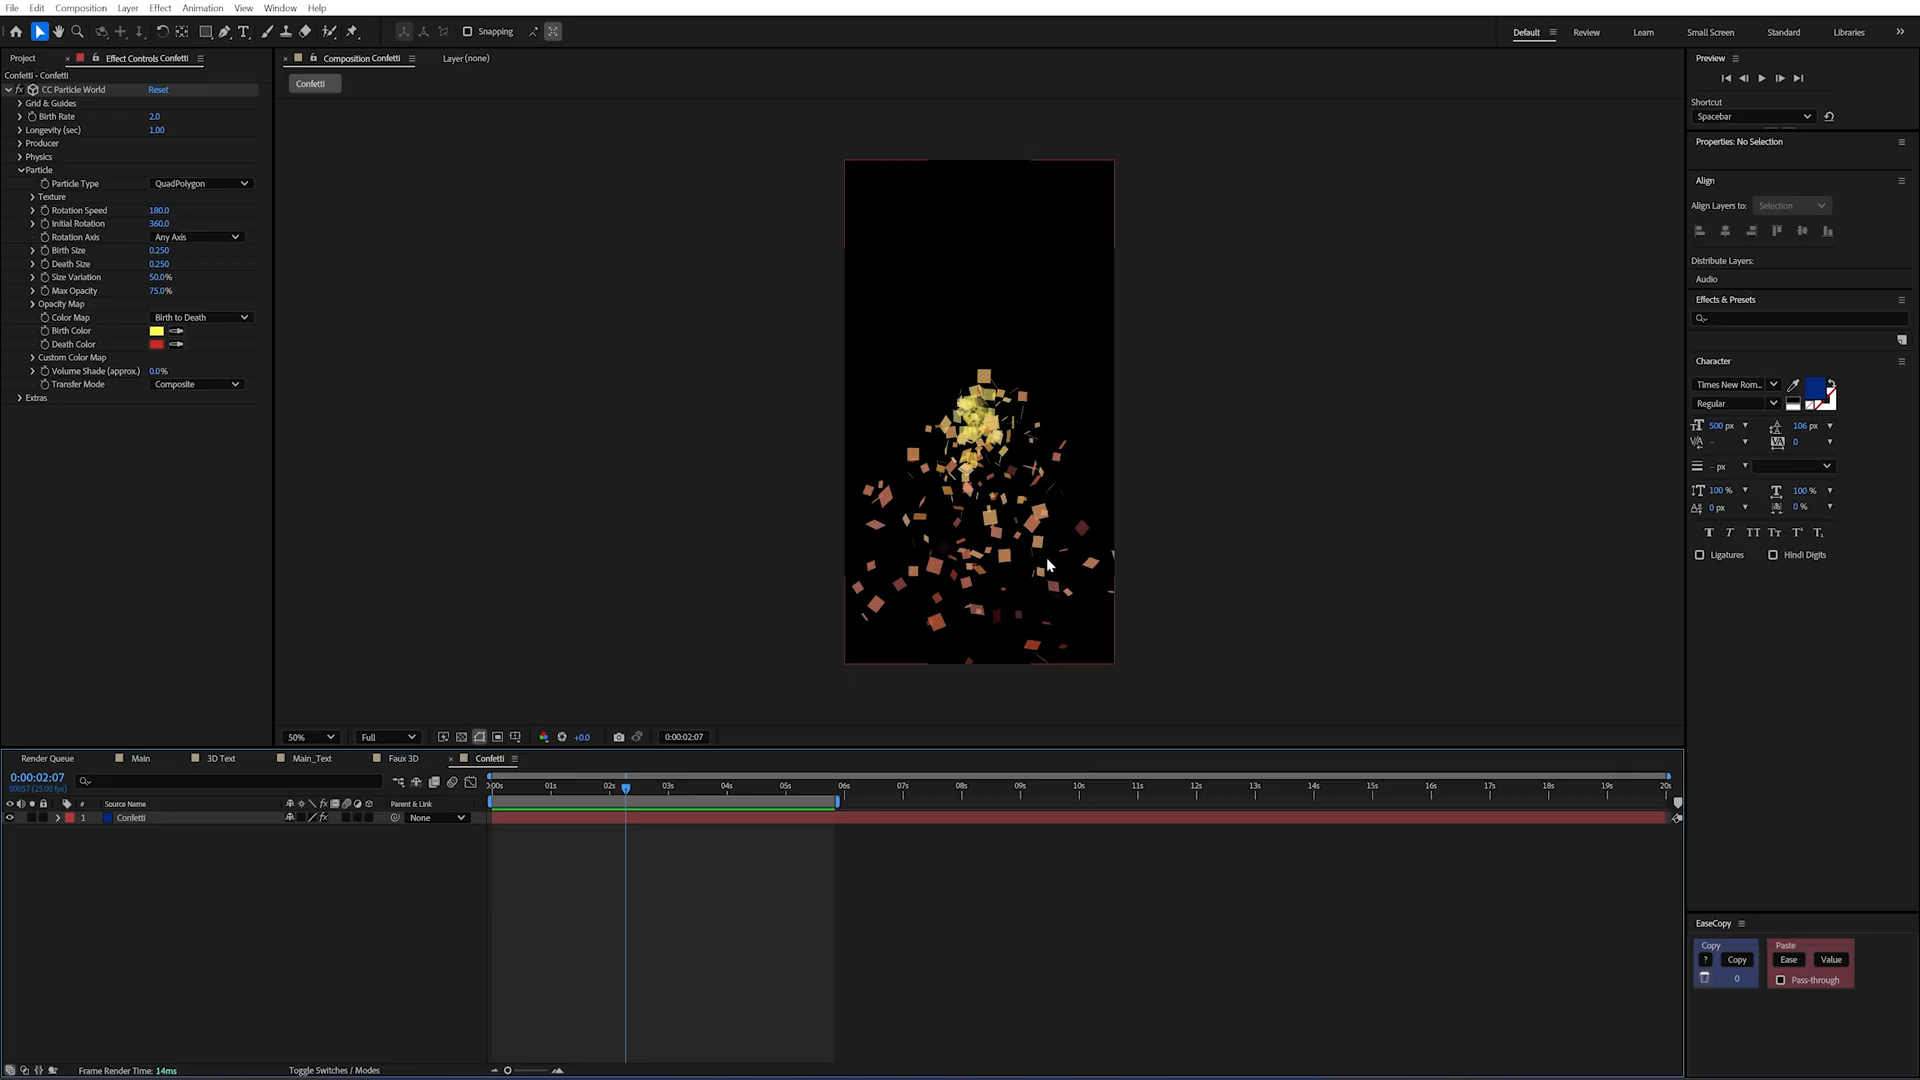 File Edit Composition Layer Effect Animation View Window Help
Snapping
Default Review Learn Small Screen Standard Libraries
Project Effect Controls Confetti
Composition Confetti Layer (none)
Confetti • Confetti
Confetti
CC Particle World Reset
Grid & Guides
Birth Rate 2.0
Longevity (sec) 1.00
Producer
Physics
Particle
Particle Type QuadPolygon
Texture
Rotation Speed 180.0
Initial Rotation 360.0
Rotation Axis Any Axis
Birth Size 0.250
Death Size 0.250
Size Variation 50.0%
Max Opacity 75.0%
Opacity Map
Color Map Birth to Death
Birth Color
Death Color
Custom Color Map
Volume Shade (approx.) 0.0%
Transfer Mode Composite
Extras
Preview
Shortcut
Spacebar
Properties: No Selection
Align
Align Layers to: Selection
Distribute Layers:
Audio
Effects & Presets
Character
Times New Rom...
Regular
500 px 106 px
0
– px
100 % 100 %
0 px 0 %
Ligatures Hindi Digits
50% Full +0.0 0:00:02:07
Render Queue Main 3D Text Main_Text Faux 3D Confetti
0:00:02:07
00057 (25.00 fps)
# Source Name Parent & Link
1 Confetti None
:00s 01s 02s 03s 04s 05s 06s 07s 08s 09s 10s 11s 12s 13s 14s 15s 16s 17s 18s 19s 20s
EaseCopy
Copy Paste
? Copy Ease Value
0 Pass-through
Frame Render Time: 14ms Toggle Switches / Modes